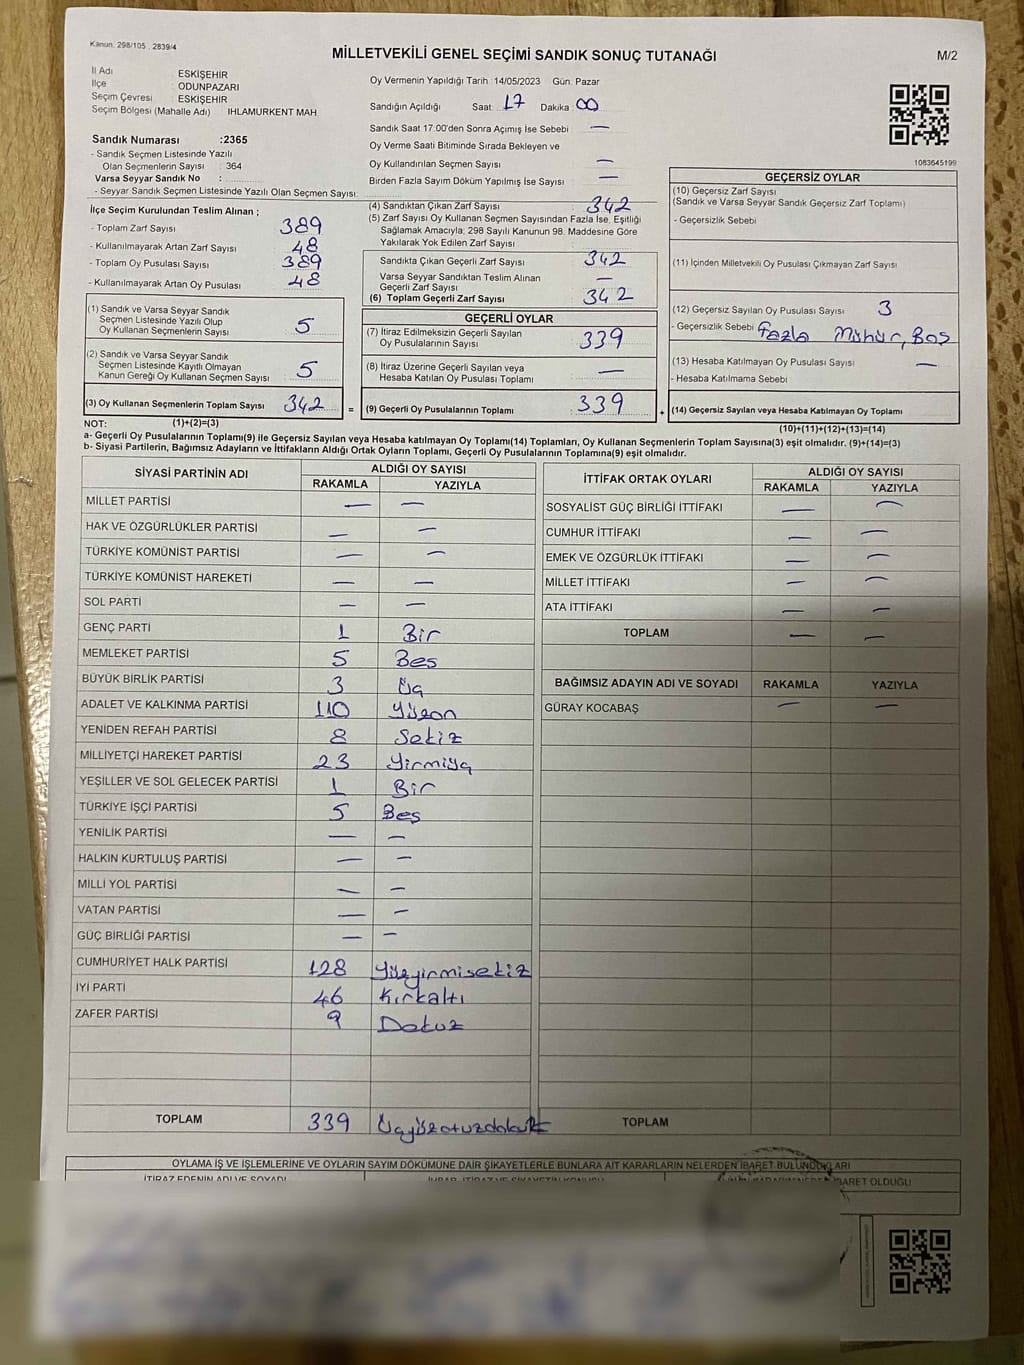 Kanun. 298/105 . 2839/4
MİLLETVEKİLİ GENEL SEÇİMİ SANDIK SONUÇ TUTANAĞI
M/2
İl Adı ESKİŞEHİR
İlçe : ODUNPAZARI
Seçim Çevresi : ESKİŞEHİR
Seçim Bölgesi (Mahalle Adı) IHLAMURKENT MAH
Sandık Numarası :2365
- Sandık Seçmen Listesinde Yazılı
Olan Seçmenlerin Sayısı : 364
Varsa Seyyar Sandık No :
- Seyyar Sandık Seçmen Listesinde Yazılı Olan Seçmen Sayısı:
Oy Vermenin Yapıldığı Tarih :14/05/2023 Gün: Pazar
Sandığın Açıldığı Saat: 17 Dakika: 00
Sandık Saat 17:00'den Sonra Açımış İse Sebebi —
Oy Verme Saati Bitiminde Sırada Bekleyen ve
Oy Kullandırılan Seçmen Sayısı —
Birden Fazla Sayım Döküm Yapılmış İse Sayısı —
1083645199
İlçe Seçim Kurulundan Teslim Alınan ;
- Toplam Zarf Sayısı 389
- Kullanılmayarak Artan Zarf Sayısı 48
- Toplam Oy Pusulası Sayısı 389
- Kullanılmayarak Artan Oy Pusulası 48
(1) Sandık ve Varsa Seyyar Sandık
Seçmen Listesinde Yazılı Olup
Oy Kullanan Seçmenlerin Sayısı 5
(2) Sandık ve Varsa Seyyar Sandık
Seçmen Listesinde Kayıtlı Olmayan
Kanun Gereği Oy Kullanan Seçmen Sayısı 5
(3) Oy Kullanan Seçmenlerin Toplam Sayısı 342
(1)+(2)=(3)
(4) Sandıktan Çıkan Zarf Sayısı : 342
(5) Zarf Sayısı Oy Kullanan Seçmen Sayısından Fazla İse, Eşitliği
Sağlamak Amacıyla; 298 Sayılı Kanunun 98. Maddesine Göre
Yakılarak Yok Edilen Zarf Sayısı
Sandıkta Çıkan Geçerli Zarf Sayısı 342
Varsa Seyyar Sandıktan Teslim Alınan
Geçerli Zarf Sayısı —
(6) Toplam Geçerli Zarf Sayısı 342
GEÇERLİ OYLAR
(7) İtiraz Edilmeksizin Geçerli Sayılan
Oy Pusulalarının Sayısı 339
(8) İtiraz Üzerine Geçerli Sayılan veya
Hesaba Katılan Oy Pusulası Toplamı —
= (9) Geçerli Oy Pusulalarının Toplamı 339 +
GEÇERSİZ OYLAR
(10) Geçersiz Zarf Sayısı
(Sandık ve Varsa Seyyar Sandık Geçersiz Zarf Toplamı)
- Geçersizlik Sebebi
(11) İçinden Milletvekili Oy Pusulası Çıkmayan Zarf Sayısı
(12) Geçersiz Sayılan Oy Pusulası Sayısı 3
- Geçersizlik Sebebi Fazla Mühür, Boş
(13) Hesaba Katılmayan Oy Pusulası Sayısı —
- Hesaba Katılmama Sebebi
(14) Geçersiz Sayılan veya Hesaba Katılmayan Oy Toplamı
(10)+(11)+(12)+(13)=(14)
NOT:
a- Geçerli Oy Pusulalarının Toplamı(9) ile Geçersiz Sayılan veya Hesaba katılmayan Oy Toplamı(14) Toplamları, Oy Kullanan Seçmenlerin Toplam Sayısına(3) eşit olmalıdır. (9)+(14)=(3)
b- Siyasi Partilerin, Bağımsız Adayların ve İttifakların Aldığı Ortak Oyların Toplamı, Geçerli Oy Pusulalarının Toplamına(9) eşit olmalıdır.
SİYASİ PARTİNİN ADI
ALDIĞI OY SAYISI
RAKAMLA YAZIYLA
MİLLET PARTİSİ — —
HAK VE ÖZGÜRLÜKLER PARTİSİ — —
TÜRKİYE KOMÜNİST PARTİSİ — —
TÜRKİYE KOMÜNİST HAREKETİ — —
SOL PARTİ — —
GENÇ PARTİ 1 Bir
MEMLEKET PARTİSİ 5 Beş
BÜYÜK BİRLİK PARTİSİ 3 Üç
ADALET VE KALKINMA PARTİSİ 110 Yüzon
YENİDEN REFAH PARTİSİ 8 Sekiz
MİLLİYETÇİ HAREKET PARTİSİ 23 Yirmiüç
YEŞİLLER VE SOL GELECEK PARTİSİ 1 Bir
TÜRKİYE İŞÇİ PARTİSİ 5 Beş
YENİLİK PARTİSİ — —
HALKIN KURTULUŞ PARTİSİ — —
MİLLİ YOL PARTİSİ — —
VATAN PARTİSİ — —
GÜÇ BİRLİĞİ PARTİSİ — —
CUMHURİYET HALK PARTİSİ 128 Yüzyirmisekiz
İYİ PARTİ 46 Kırkaltı
ZAFER PARTİSİ 9 Dokuz
TOPLAM 339 Üçyüzotuzdokuz
İTTİFAK ORTAK OYLARI
ALDIĞI OY SAYISI
RAKAMLA YAZIYLA
SOSYALİST GÜÇ BİRLİĞİ İTTİFAKI — —
CUMHUR İTTİFAKI — —
EMEK VE ÖZGÜRLÜK İTTİFAKI — —
MİLLET İTTİFAKI — —
ATA İTTİFAKI — —
TOPLAM — —
BAĞIMSIZ ADAYIN ADI VE SOYADI RAKAMLA YAZIYLA
GÜRAY KOCABAŞ — —
TOPLAM
OYLAMA İŞ VE İŞLEMLERİNE VE OYLARIN SAYIM DÖKÜMÜNE DAİR ŞİKAYETLERLE BUNLARA AİT KARARLARIN NELERDEN İBARET BULUNDUKLARI
İTİRAZ EDENİN ADI VE SOYADI
İHBAR, İTİRAZ VE ŞİKAYETİN KONUSU
İBARET OLDUĞU